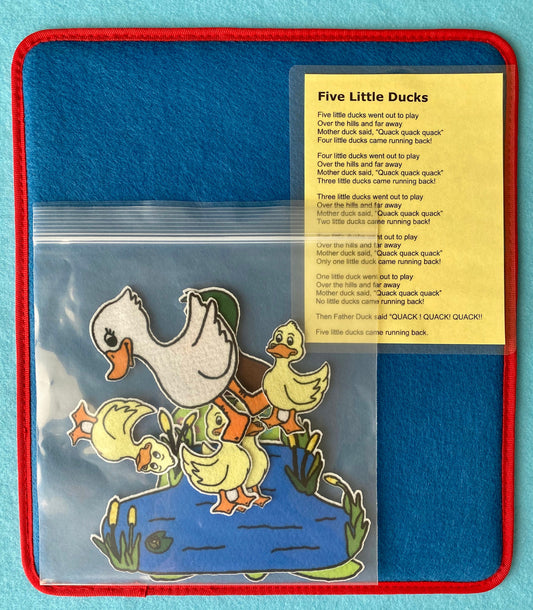 Five Little Ducks
Five little ducks went out to play
Over the hills and far away
Mother duck said, "Quack quack quack"
Four little ducks came running back!
Four little ducks went out to play
Over the hills and far away
Mother duck said, "Quack quack quack"
Three little ducks came running back!
Three little ducks went out to play
Over the hills and far away
Mother duck said, "Quack quack quack"
Two little ducks came running back!
Two little ducks went out to play
Over the hills and far away
Mother duck said, "Quack quack quack"
Only one little duck came running back!
One little duck went out to play
Over the hills and far away
Mother duck said, "Quack quack quack"
No little ducks came running back!
Then Father Duck said "QUACK ! QUACK! QUACK!!
Five little ducks came running back.